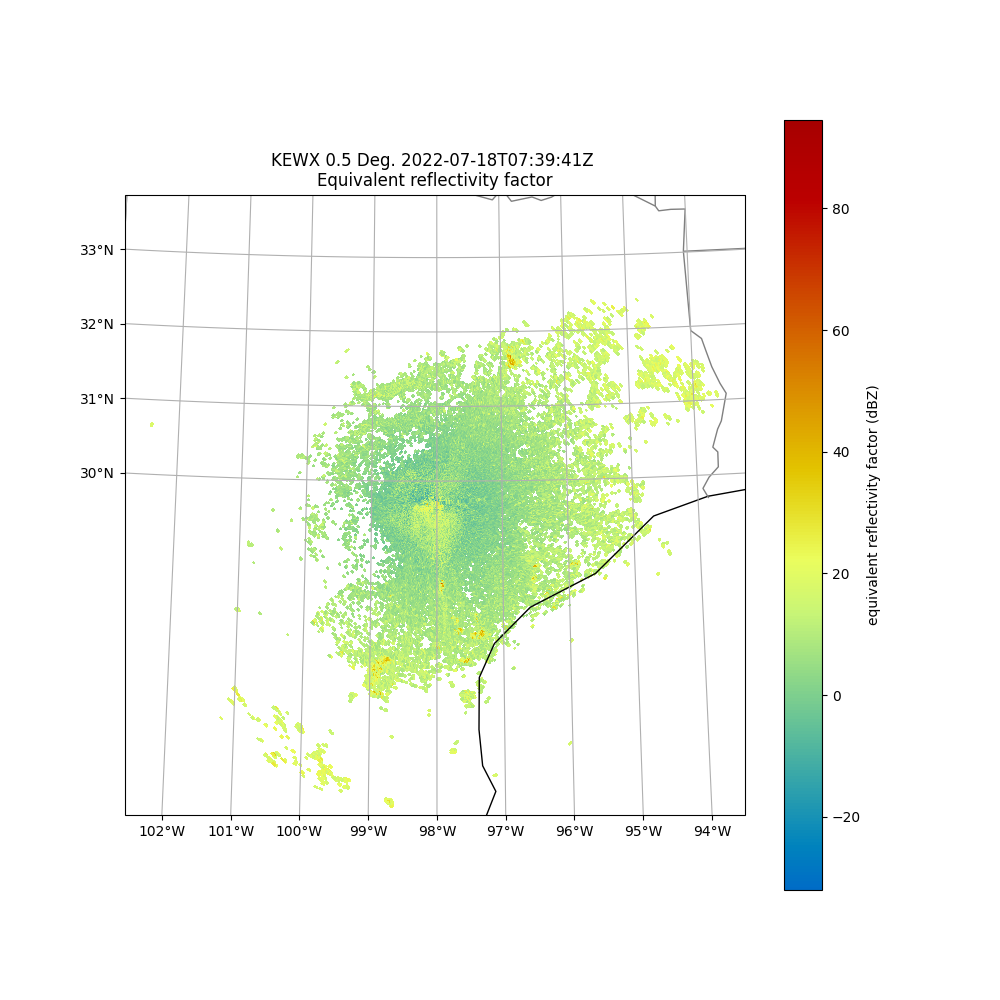 KEWX 0.5 Deg. 2022-07-18T07:39:41Z
Equivalent reflectivity factor
33°N
32°N
31°N
30°N
102°W
101°W
100°W
99°W
98°W
97°W
96°W
95°W
94°W
80
60
40
20
0
−20
equivalent reflectivity factor (dBZ)